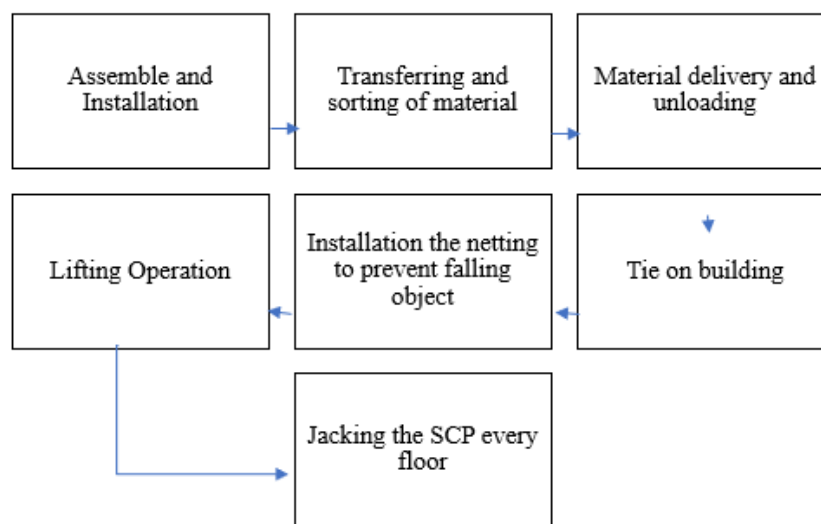 Assemble and
Installation
Transferring and
sorting of material
Material delivery and
unloading
Lifting Operation
Installation the netting
to prevent falling
object
Tie on building
Jacking the SCP every
floor